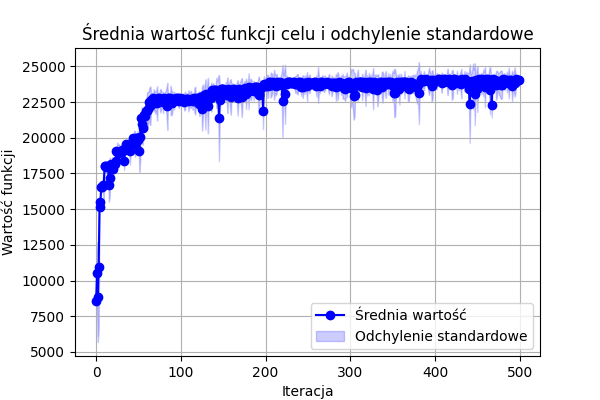 Średnia wartość funkcji celu i odchylenie standardowe
25000
22500
20000
17500
15000
12500
10000
7500
5000
Wartość funkcji
0 100 200 300 400 500
Iteracja
Średnia wartość
Odchylenie standardowe